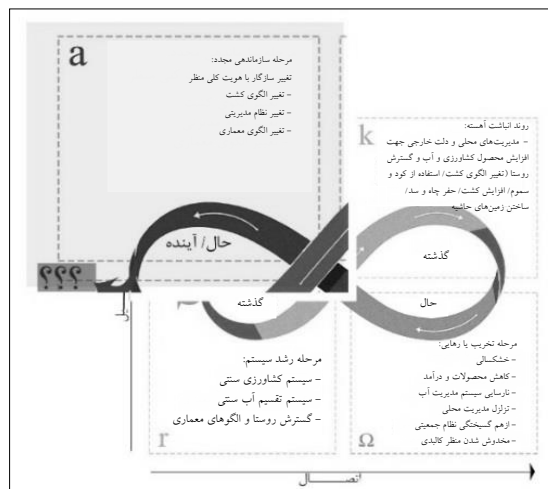 a
مرحله سازماندهی مجدد:
تغییر سازگار با هویت کلی منظر
- تغییر الگوی کشت
- تغییر نظام مدیریتی
- تغییر الگوی معماری
k
روند انباشت آهسته:
- مدیریت‌های محلی و دلت خارجی جهت
افزایش محصول کشاورزی و آب و گسترش
روستا (تغییر الگوی کشت/ استفاده از کود و
سموم/ افزایش کشت/ حفر چاه و سد/
ساختن زمین‌های حاشیه
حال/ آینده
؟؟؟
گذشته
گذشته
حال
مرحله رشد سیستم:
- سیستم کشاورزی سنتی
- سیستم تقسیم آب سنتی
- گسترش روستا و الگوهای معماری
r
مرحله تخریب یا رهایی:
- خشکسالی
- کاهش محصولات و درآمد
- نارسایی سیستم مدیریت آب
- تزلزل مدیریت محلی
- ازهم گسیختگی نظام جمعیتی
- مخدوش شدن منظر کالبدی
Ω
اتصال